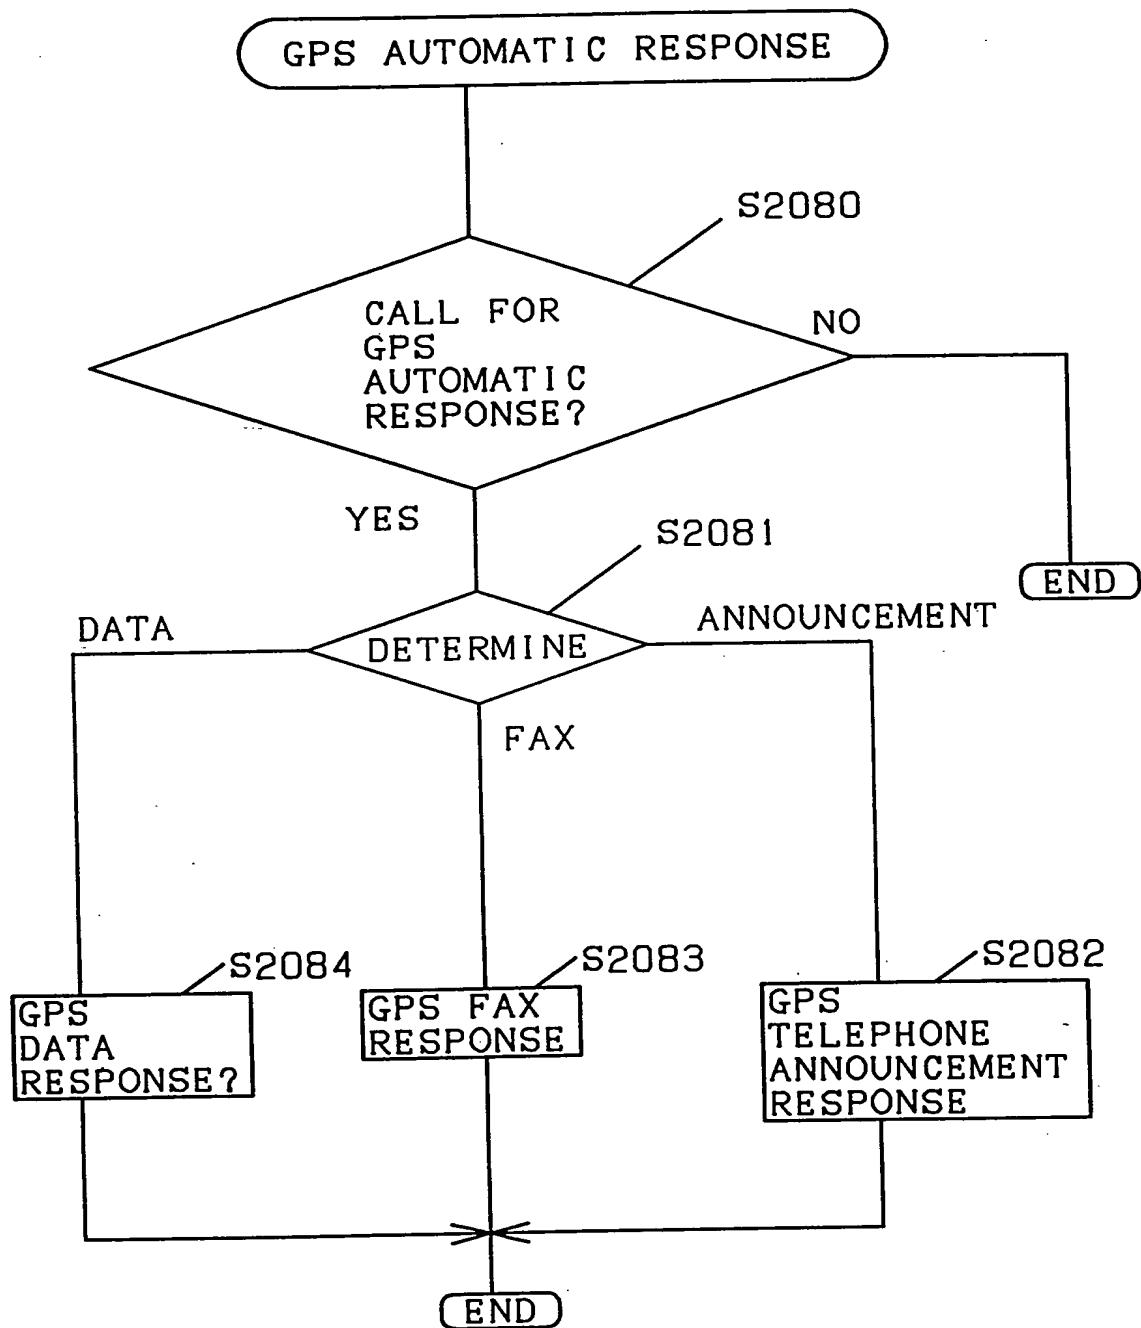 GPS AUTOMATIC RESPONSE
S2080
CALL FOR
GPS
AUTOMATIC
RESPONSE?
NO
YES
S2081
END
DATA
DETERMINE
ANNOUNCEMENT
FAX
S2084
S2083
S2082
GPS
DATA
RESPONSE?
GPS FAX
RESPONSE
GPS
TELEPHONE
ANNOUNCEMENT
RESPONSE
END